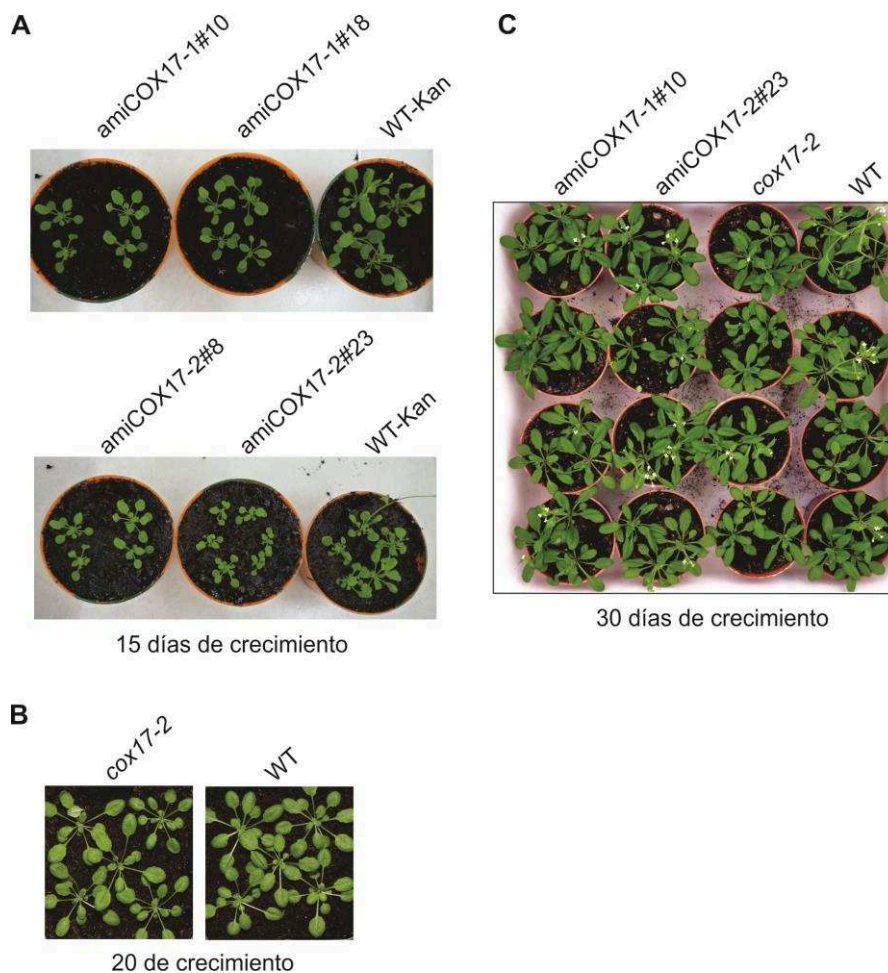 A
amiCOX17-1#10
amiCOX17-1#18
WT-Kan
amiCOX17-2#8
amiCOX17-2#23
WT-Kan
15 días de crecimiento
B
cox17-2
WT
20 de crecimiento
C
amiCOX17-1#10
amiCOX17-2#23
cox17-2
WT
30 días de crecimiento